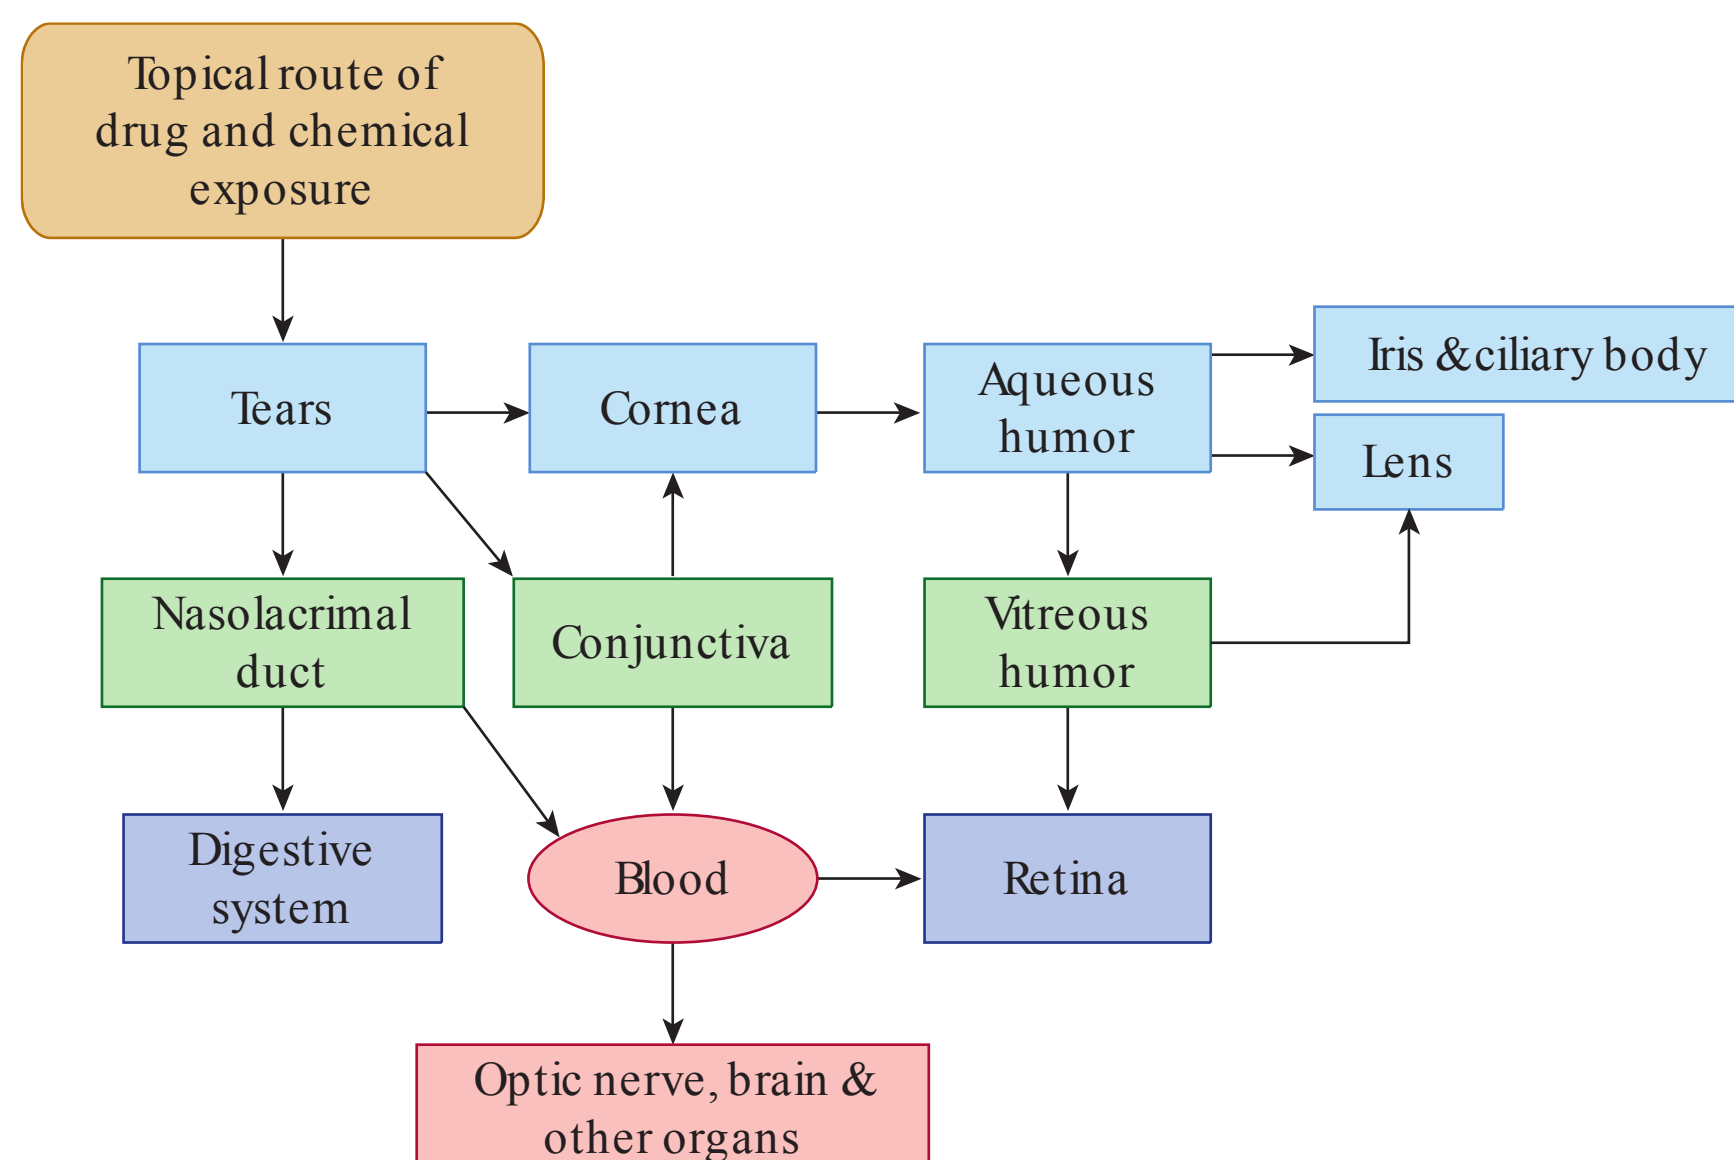 Topical route of
drug and chemical
exposure
Tears
Cornea
Aqueous
humor
Iris & ciliary body
Lens
Nasolacrimal
duct
Conjunctiva
Vitreous
humor
Digestive
system
Blood
Retina
Optic nerve, brain &
other organs